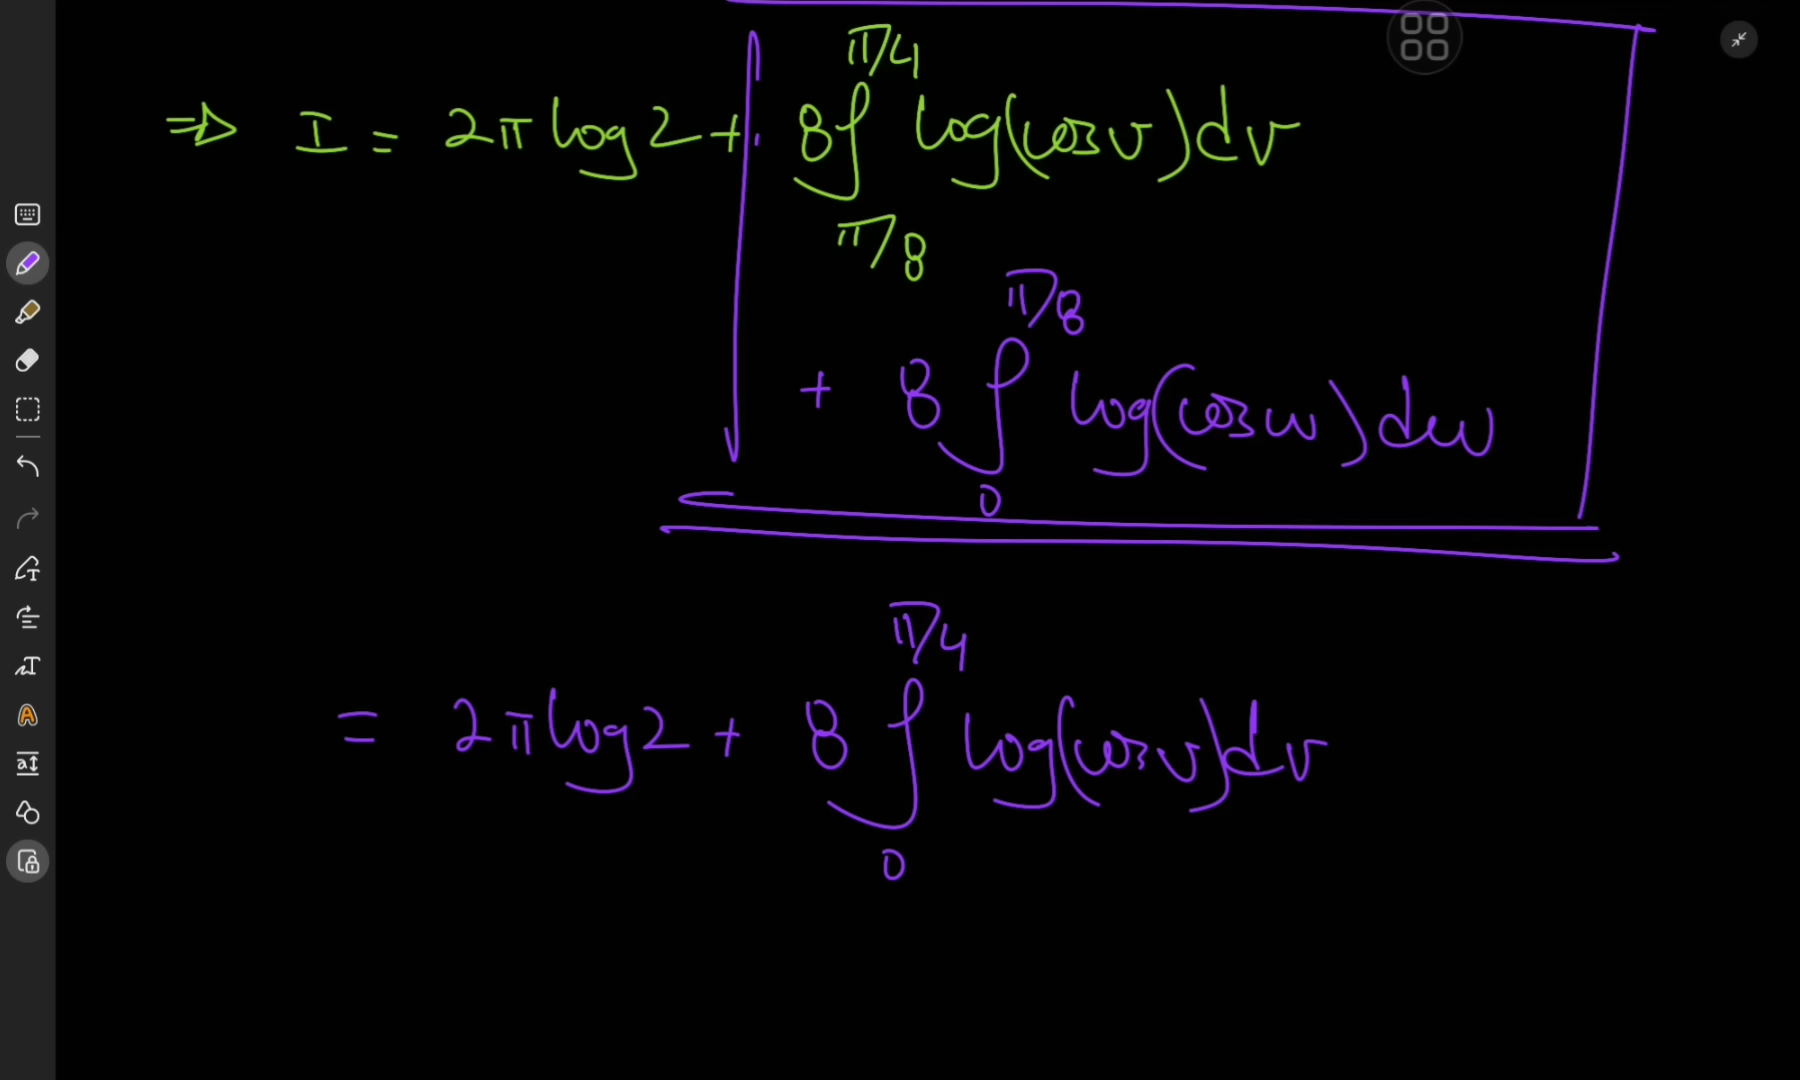 ⇒ I = 2π log 2 + 8 ∫_{π/8}^{π/4} log(cos v) dv
+ 8 ∫_{0}^{π/8} log(cos w) dw
= 2π log 2 + 8 ∫_{0}^{π/4} log(cos v) dv